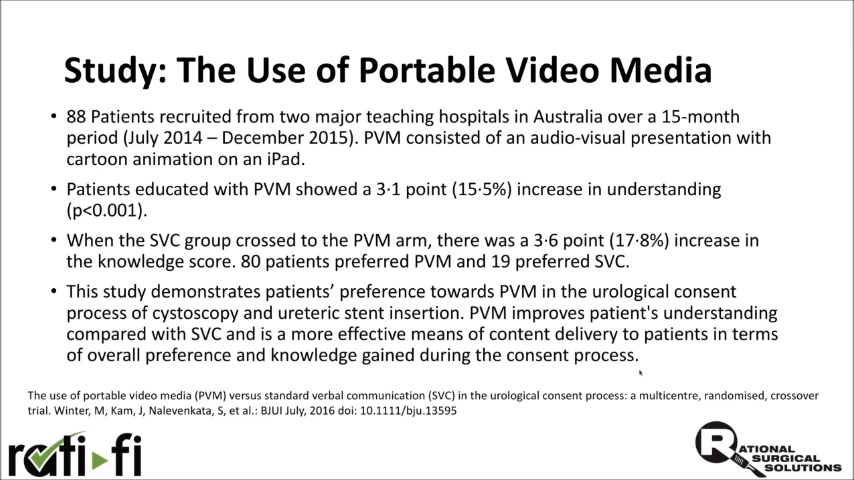 Study: The Use of Portable Video Media
• 88 Patients recruited from two major teaching hospitals in Australia over a 15-month
period (July 2014 – December 2015). PVM consisted of an audio-visual presentation with
cartoon animation on an iPad.
• Patients educated with PVM showed a 3·1 point (15·5%) increase in understanding
(p<0.001).
• When the SVC group crossed to the PVM arm, there was a 3·6 point (17·8%) increase in
the knowledge score. 80 patients preferred PVM and 19 preferred SVC.
• This study demonstrates patients’ preference towards PVM in the urological consent
process of cystoscopy and ureteric stent insertion. PVM improves patient's understanding
compared with SVC and is a more effective means of content delivery to patients in terms
of overall preference and knowledge gained during the consent process.
The use of portable video media (PVM) versus standard verbal communication (SVC) in the urological consent process: a multicentre, randomised, crossover
trial. Winter, M, Kam, J, Nalevenkata, S, et al.: BJUI July, 2016 doi: 10.1111/bju.13595
rati-fi
RATIONAL
SURGICAL
SOLUTIONS